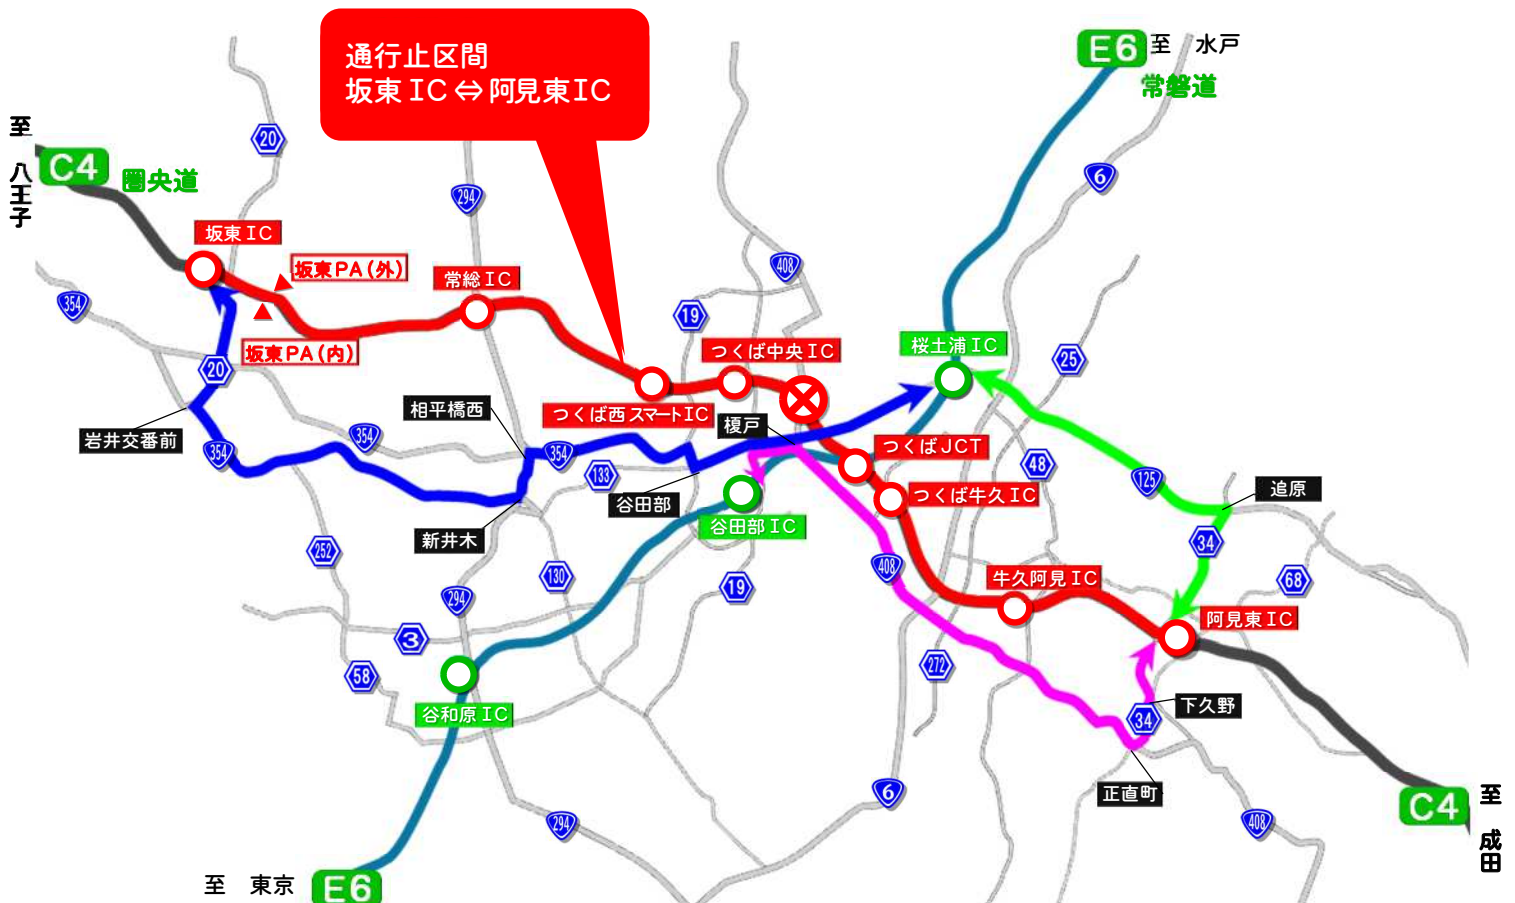 通行止区間
坂東IC⇔阿見東IC
E6
至 水戸
常磐道
6
至
八王子
C4
圏央道
20
294
坂東IC
坂東PA(外)
坂東PA(内)
常総IC
408
354
19
つくば中央IC
桜土浦IC
25
20
つくば西スマートIC
相平橋西
榎戸
岩井交番前
354
354
354
つくばJCT
48
125
追原
133
谷田部
谷田部IC
つくば牛久IC
新井木
34
252
130
19
408
牛久阿見IC
68
阿見東IC
294
3
58
272
谷和原IC
34
下久野
正直町
6
294
408
C4
至
成田
至 東京
E6